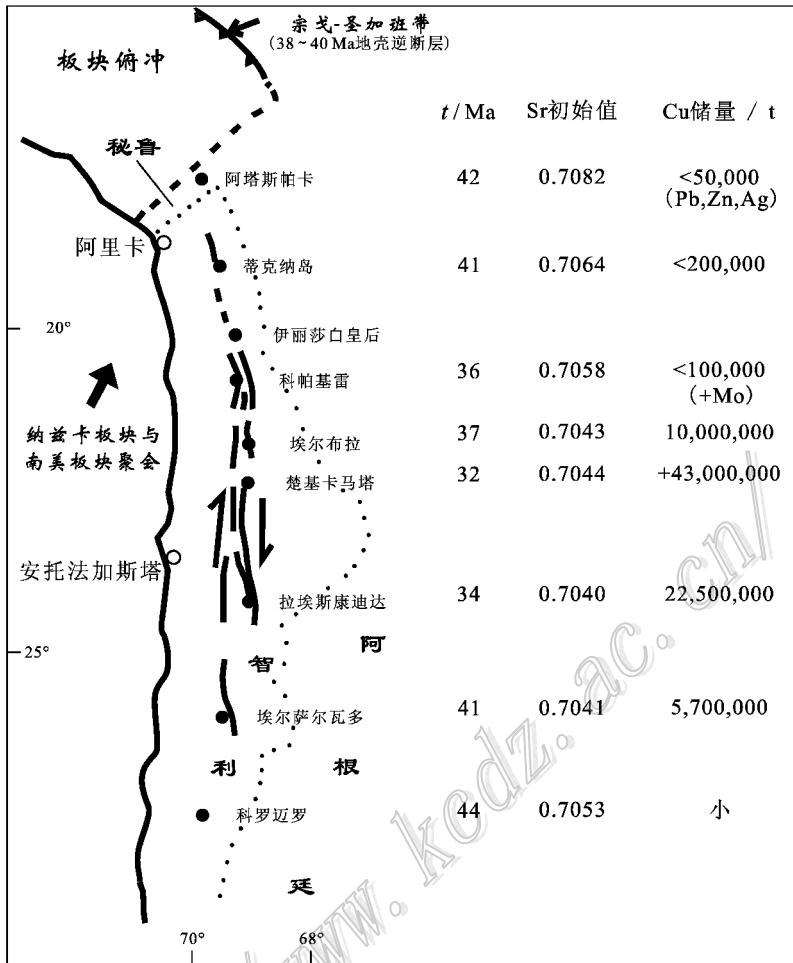 宗戈-圣加班带
(38~40 Ma地壳逆断层)
板块俯冲
t/Ma Sr初始值 Cu储量 / t
秘鲁
阿塔斯帕卡 42 0.7082 <50,000
(Pb,Zn,Ag)
阿里卡
蒂克纳岛 41 0.7064 <200,000
20°
伊丽莎白皇后
科帕基雷 36 0.7058 <100,000
(+Mo)
纳兹卡板块与
南美板块聚会
埃尔布拉 37 0.7043 10,000,000
楚基卡马塔 32 0.7044 +43,000,000
安托法加斯塔
拉埃斯康迪达 34 0.7040 22,500,000
阿
25°
智
埃尔萨尔瓦多 41 0.7041 5,700,000
利
根
科罗迈罗 44 0.7053 小
廷
70° 68°
www.kcdz.ac.cn/